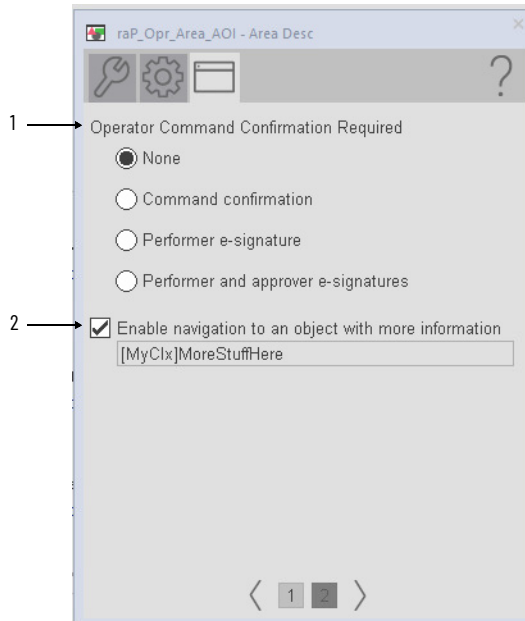 raP_Opr_Area_AOI - Area Desc
?
1
Operator Command Confirmation Required
None
Command confirmation
Performer e-signature
Performer and approver e-signatures
2
Enable navigation to an object with more information
[MyClx]MoreStuffHere
1 2